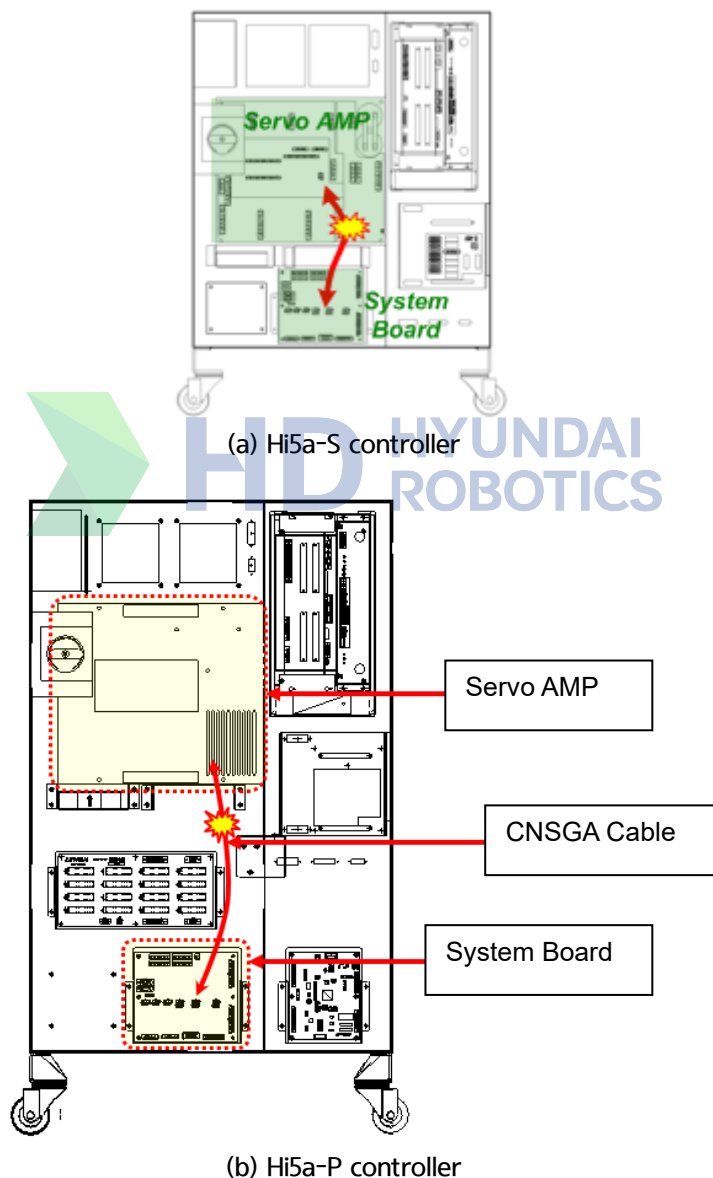 Servo AMP
System
Board
(a) Hi5a-S controller
HD HYUNDAI
ROBOTICS
Servo AMP
CNSGA Cable
System Board
(b) Hi5a-P controller